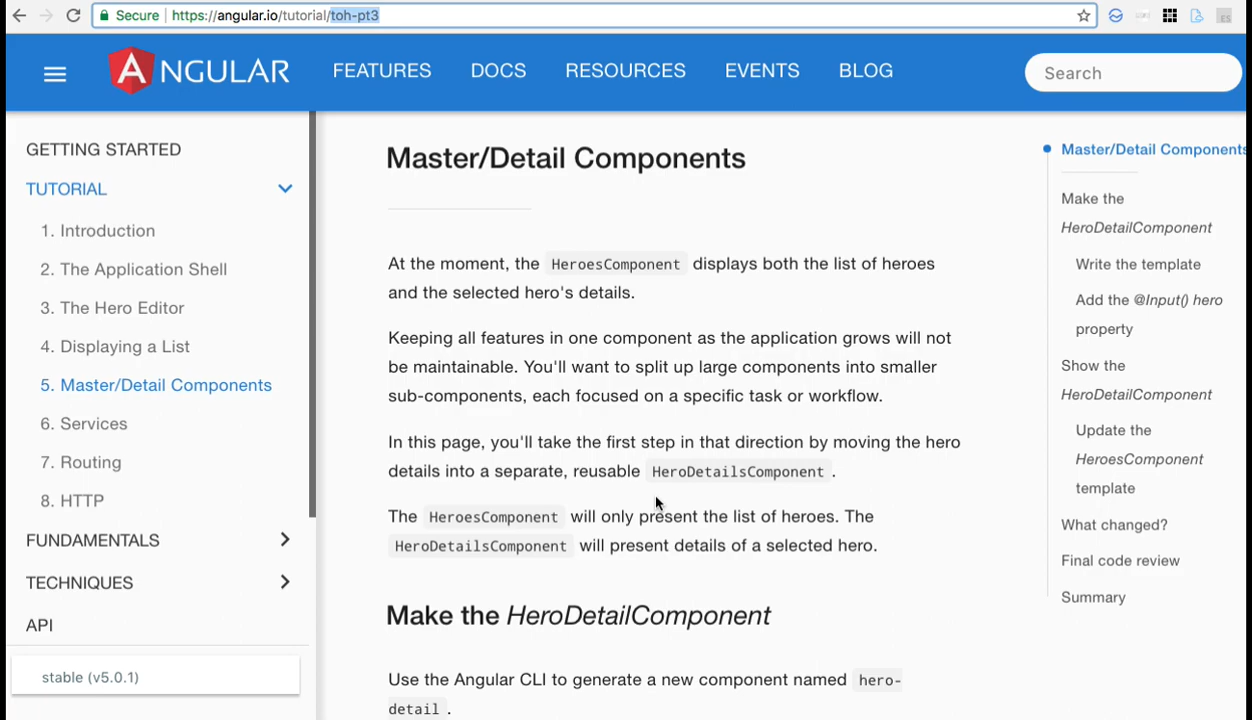 Secure https://angular.io/tutorial/toh-pt3
ANGULAR FEATURES DOCS RESOURCES EVENTS BLOG Search
GETTING STARTED
TUTORIAL
1. Introduction
2. The Application Shell
3. The Hero Editor
4. Displaying a List
5. Master/Detail Components
6. Services
7. Routing
8. HTTP
FUNDAMENTALS
TECHNIQUES
API
stable (v5.0.1)
Master/Detail Components
At the moment, the HeroesComponent displays both the list of heroes
and the selected hero's details.
Keeping all features in one component as the application grows will not
be maintainable. You'll want to split up large components into smaller
sub-components, each focused on a specific task or workflow.
In this page, you'll take the first step in that direction by moving the hero
details into a separate, reusable HeroDetailsComponent .
The HeroesComponent will only present the list of heroes. The
HeroDetailsComponent will present details of a selected hero.
Make the HeroDetailComponent
Use the Angular CLI to generate a new component named hero-
detail .
Master/Detail Components
Make the
HeroDetailComponent
Write the template
Add the @Input() hero
property
Show the
HeroDetailComponent
Update the
HeroesComponent
template
What changed?
Final code review
Summary